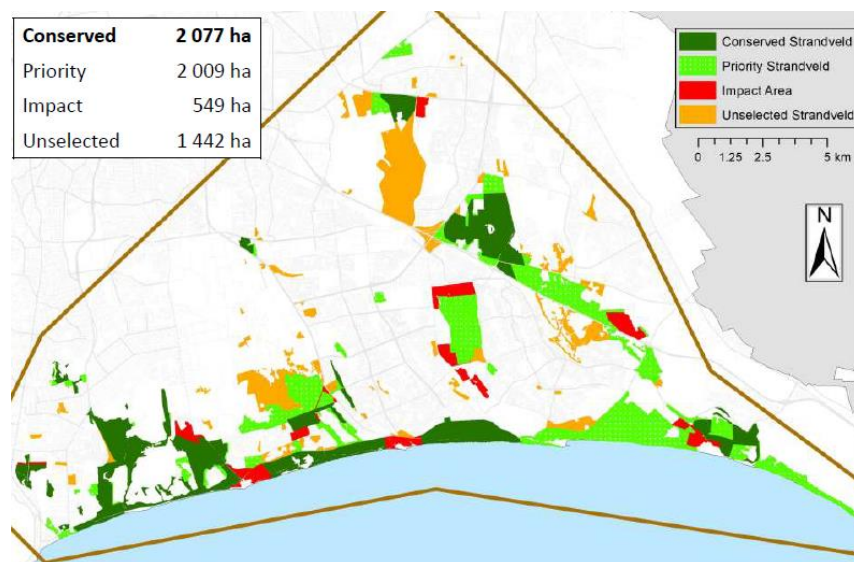 Conserved 2 077 ha
Priority 2 009 ha
Impact 549 ha
Unselected 1 442 ha
Conserved Strandveld
Priority Strandveld
Impact Area
Unselected Strandveld
0 1.25 2.5 5 km
N